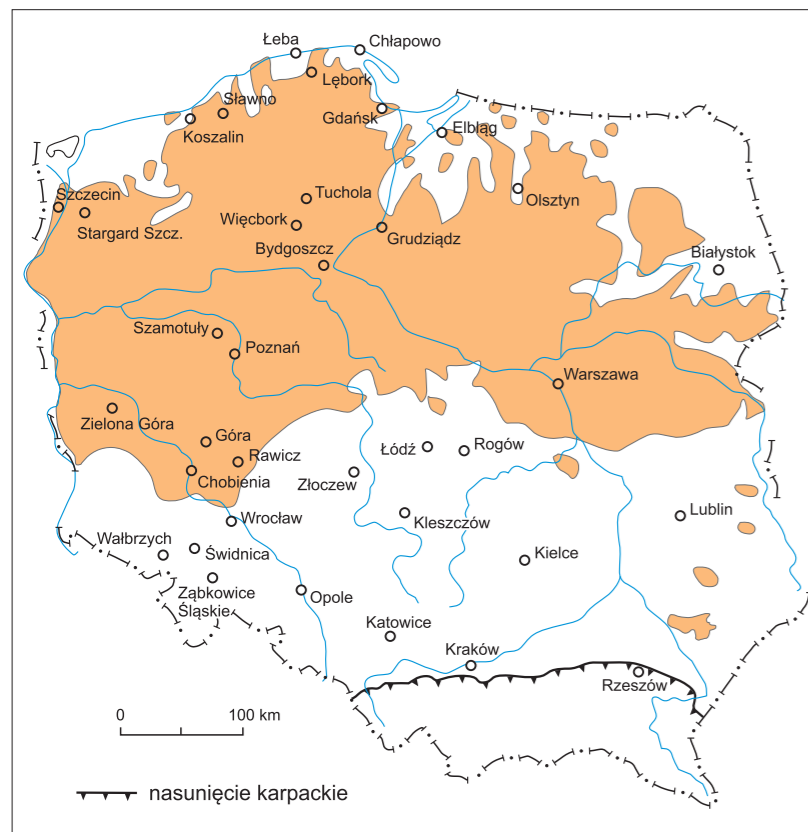 Łeba
Chłapowo
Lębork
Sławno
Gdańsk
Koszalin
Elbląg
Szczecin
Tuchola
Olsztyn
Stargard Szcz.
Więcbork
Grudziądz
Bydgoszcz
Białystok
Szamotuły
Poznań
Warszawa
Zielona Góra
Góra
Łódź
Rogów
Rawicz
Chobienia
Złoczew
Wrocław
Kleszczów
Lublin
Wałbrzych
Świdnica
Kielce
Ząbkowice
Śląskie
Opole
Katowice
Kraków
Rzeszów
0 100 km
nasunięcie karpackie